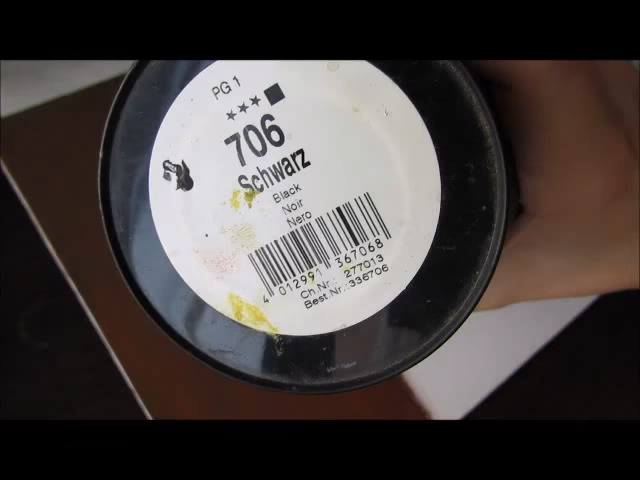 PG 1
★★★■
706
Schwarz
Black
Noir
Nero
4 012991 367068
Ch.Nr.: 277013
Best.Nr.:336706